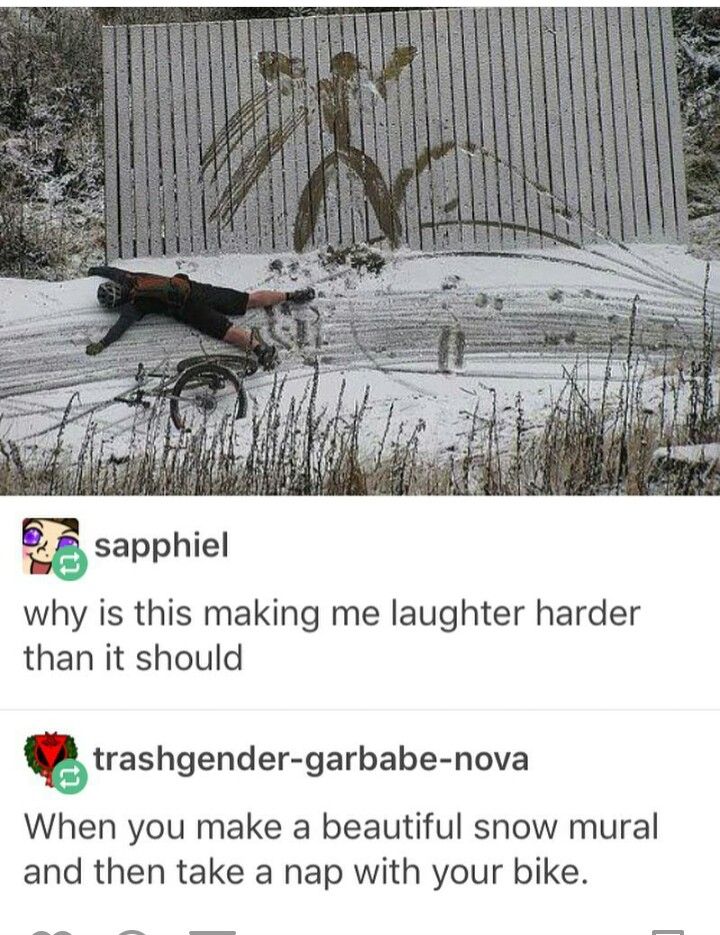 sapphiel
why is this making me laughter harder
than it should
trashgender-garbabe-nova
When you make a beautiful snow mural
and then take a nap with your bike.